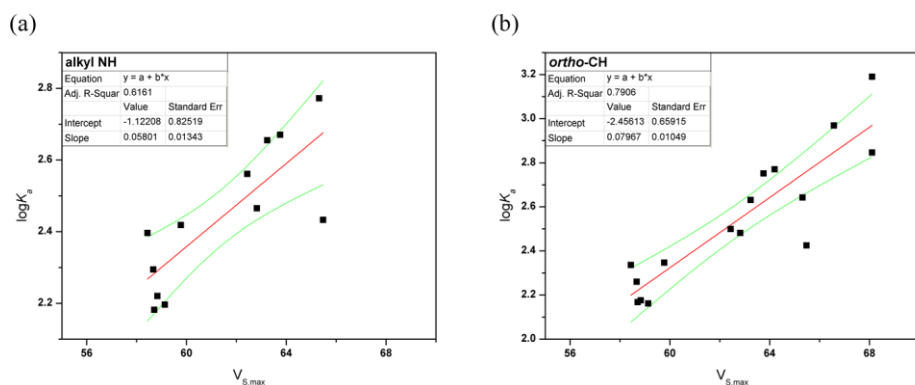 (a)
alkyl NH
Equation y = a + b*x
Adj. R-Squar 0.6161
Value Standard Err
Intercept -1.12208 0.82519
Slope 0.05801 0.01343
2.8
2.6
2.4
2.2
logKa
56 60 64 68
VS,max
(b)
ortho-CH
Equation y = a + b*x
Adj. R-Squar 0.7906
Value Standard Err
Intercept -2.45613 0.65915
Slope 0.07967 0.01049
3.2
3.0
2.8
2.6
2.4
2.2
2.0
logKa
56 60 64 68
VS,max